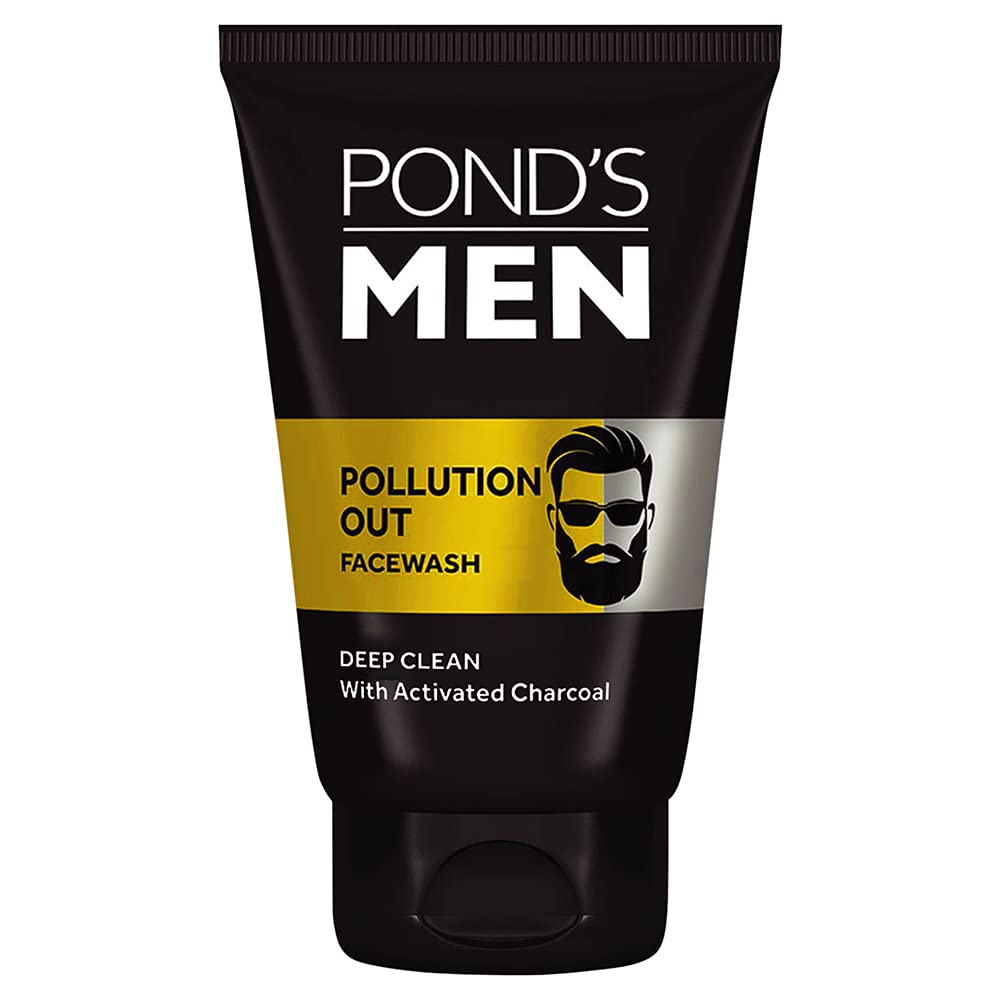 POND'S
MEN
POLLUTION
OUT
FACEWASH
DEEP CLEAN
With Activated Charcoal